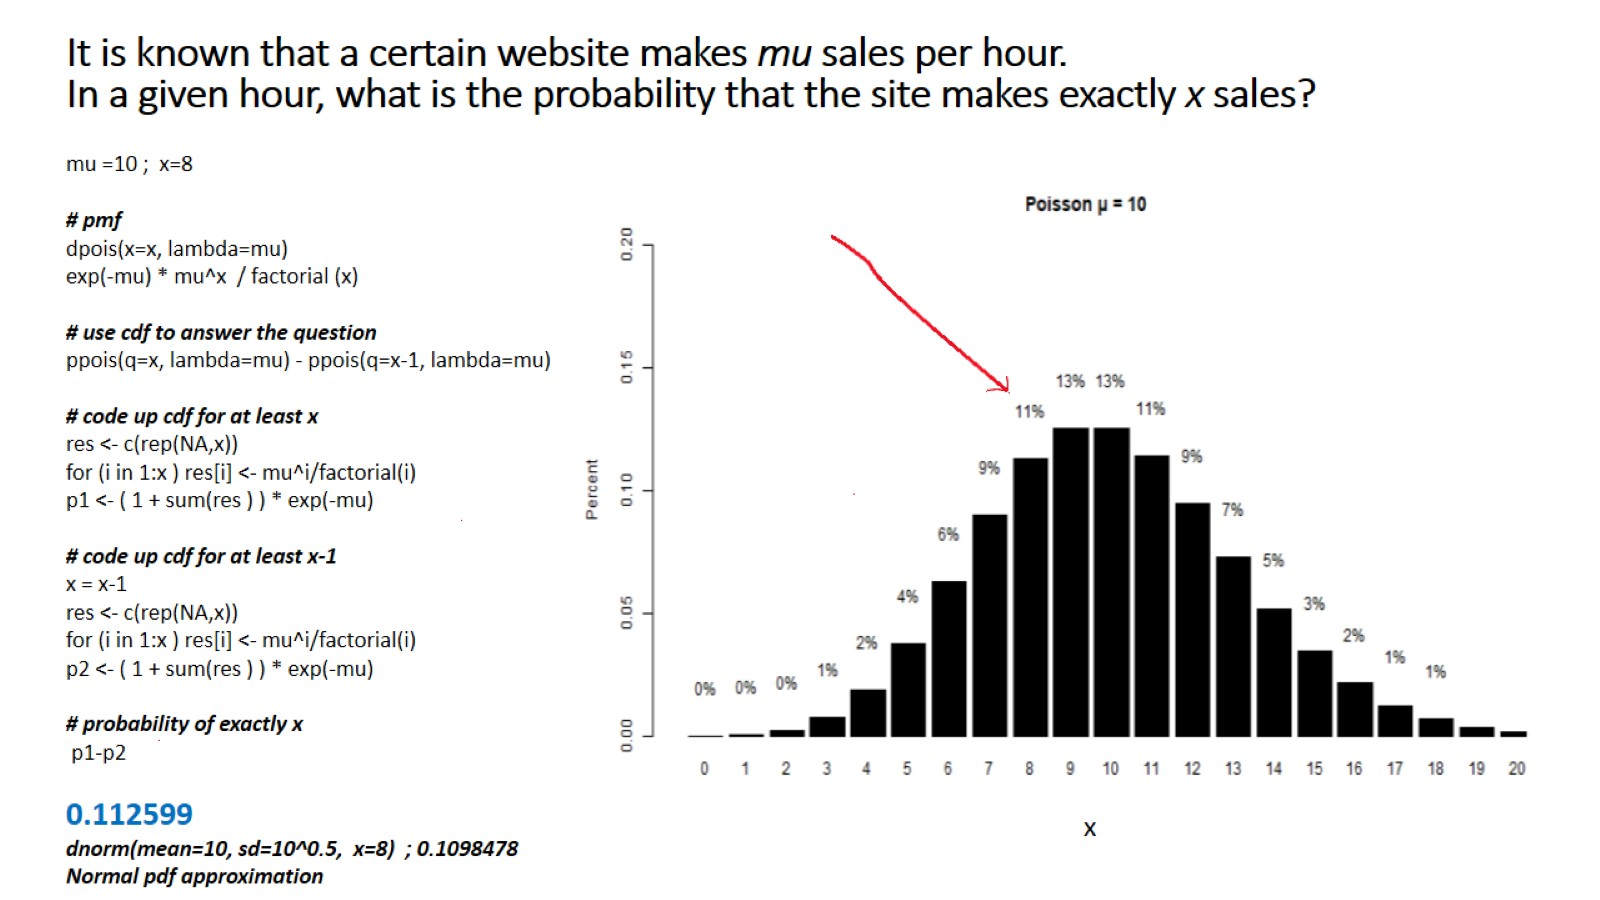 It is known that a certain website makes mu sales per hour.
In a given hour, what is the probability that the site makes exactly x sales?
mu =10 ;  x=8
# pmf
dpois(x=x, lambda=mu)
exp(-mu) * mu^x  / factorial (x)
# use cdf to answer the question
ppois(q=x, lambda=mu) - ppois(q=x-1, lambda=mu)
# code up cdf for at least x
res <- c(rep(NA,x))
for (i in 1:x ) res[i] <- mu^i/factorial(i)
p1 <- ( 1 + sum(res ) ) * exp(-mu)
# code up cdf for at least x-1
x = x-1
res <- c(rep(NA,x))
for (i in 1:x ) res[i] <- mu^i/factorial(i)
p2 <- ( 1 + sum(res ) ) * exp(-mu)
# probability of exactly x
p1-p2
0.112599
dnorm(mean=10, sd=10^0.5,  x=8)  ; 0.1098478
Normal pdf approximation
Poisson µ = 10
Percent
0.20
0.15
0.10
0.05
0.00
0% 0% 0% 1% 2% 4% 6% 9% 11% 13% 13% 11% 9% 7% 5% 3% 2% 1% 1%
0 1 2 3 4 5 6 7 8 9 10 11 12 13 14 15 16 17 18 19 20
x